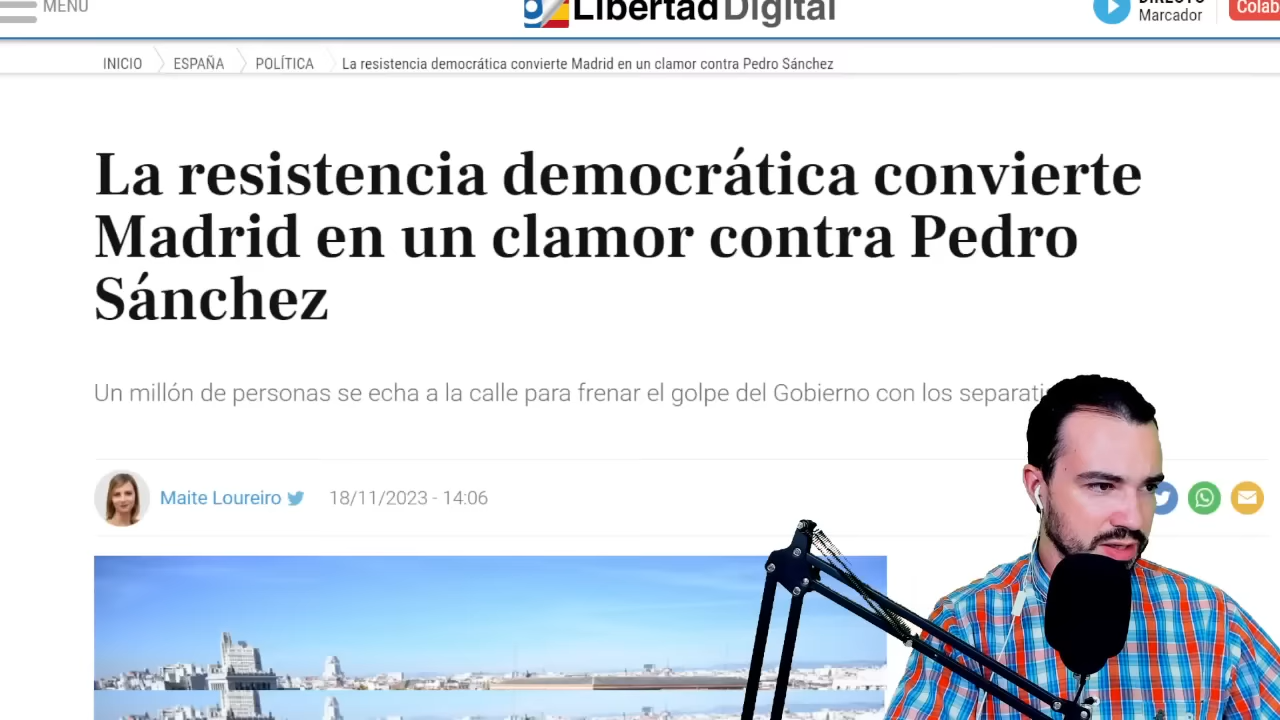 MENÚ
Libertad Digital
DIRECTO
Marcador
Colab
INICIO
ESPAÑA
POLÍTICA
La resistencia democrática convierte Madrid en un clamor contra Pedro Sánchez
La resistencia democrática convierte
Madrid en un clamor contra Pedro
Sánchez
Un millón de personas se echa a la calle para frenar el golpe del Gobierno con los separati
Maite Loureiro
18/11/2023 - 14:06